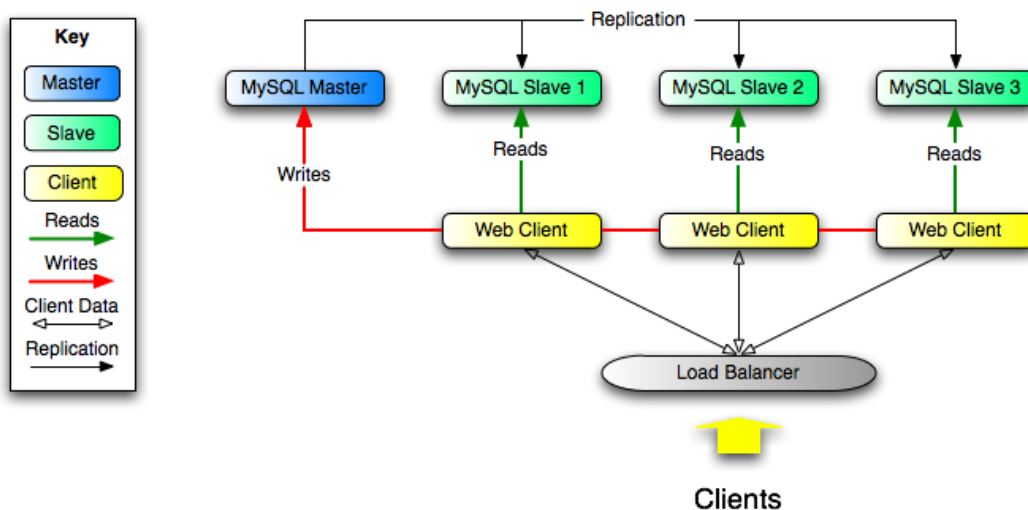 Key
Master
Slave
Client
Reads
Writes
Client Data
Replication
Replication
MySQL Master
MySQL Slave 1
MySQL Slave 2
MySQL Slave 3
Writes
Reads
Reads
Reads
Web Client
Web Client
Web Client
Load Balancer
Clients